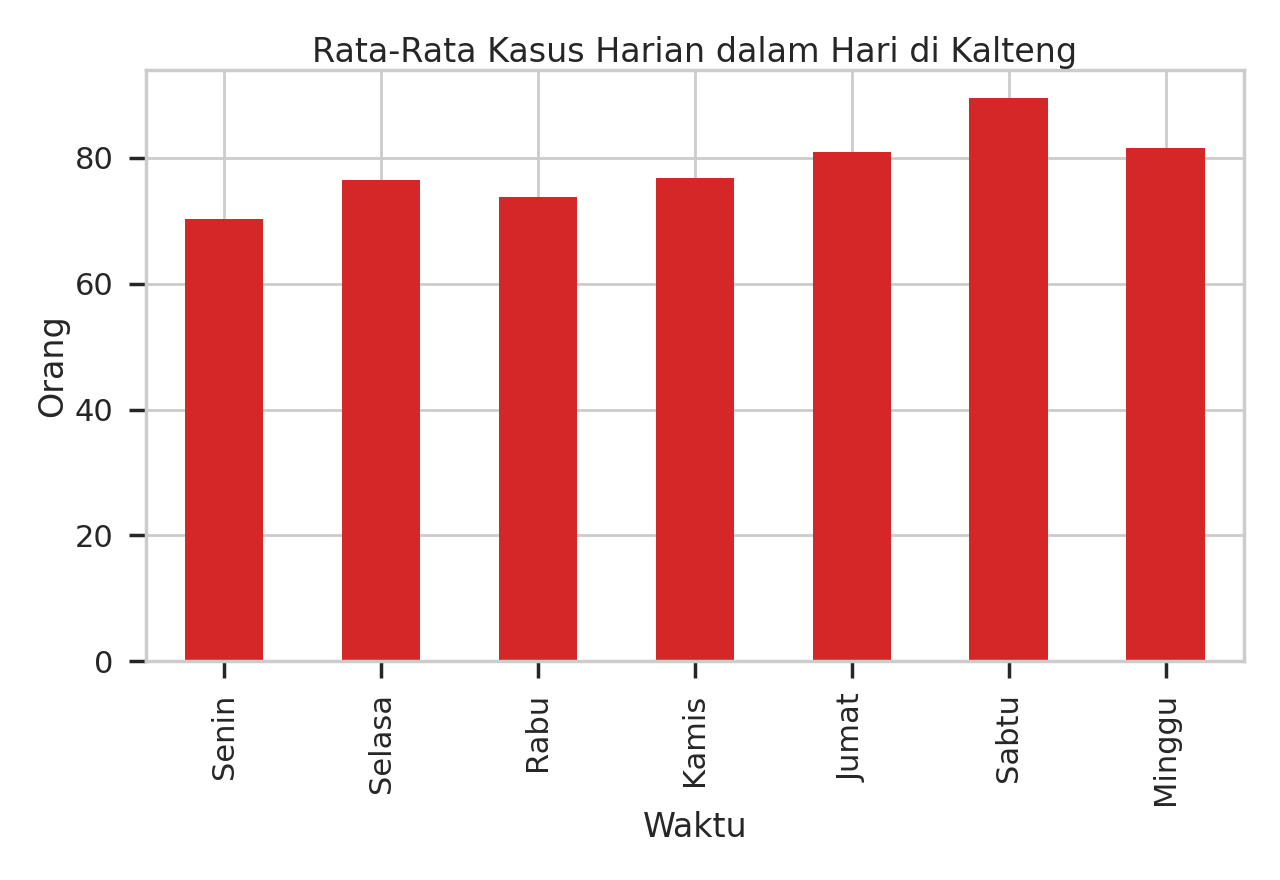 Rata-Rata Kasus Harian dalam Hari di Kalteng
Orang
80
60
40
20
0
Senin
Selasa
Rabu
Kamis
Jumat
Sabtu
Minggu
Waktu